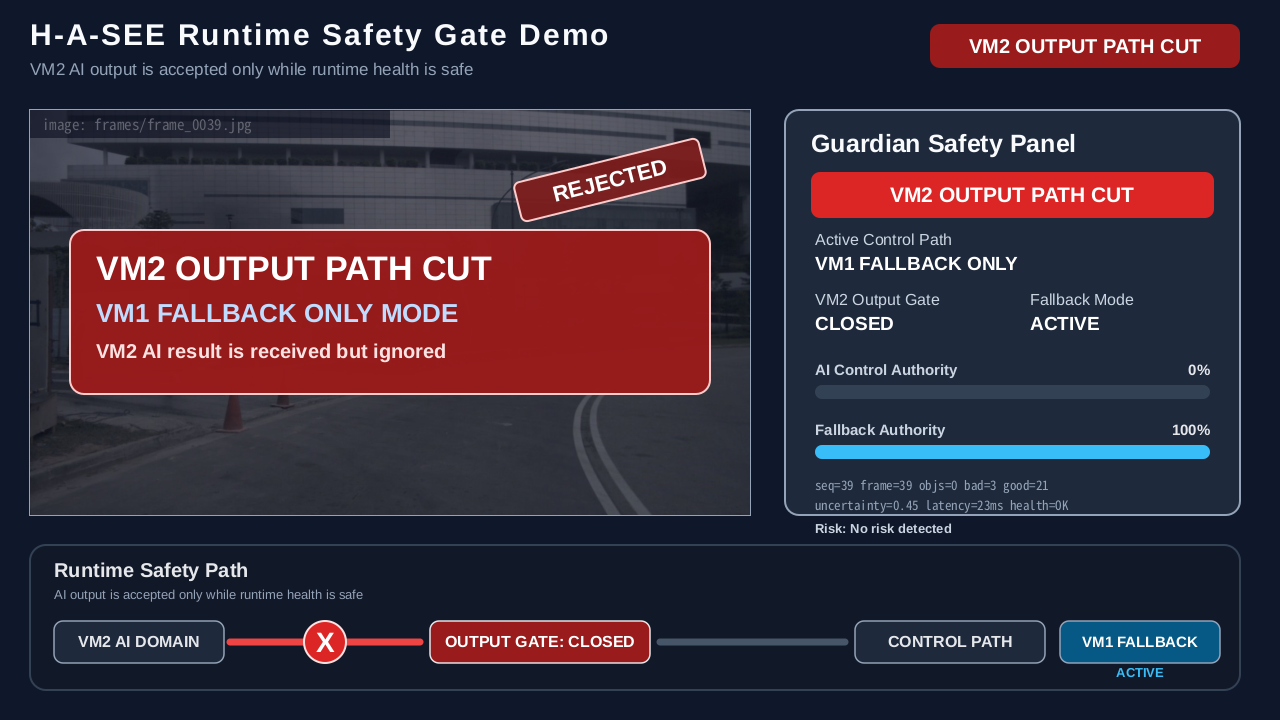 H-A-SEE Runtime Safety Gate Demo
VM2 AI output is accepted only while runtime health is safe
VM2 OUTPUT PATH CUT
image: frames/frame_0039.jpg
REJECTED
VM2 OUTPUT PATH CUT
VM1 FALLBACK ONLY MODE
VM2 AI result is received but ignored
Guardian Safety Panel
VM2 OUTPUT PATH CUT
Active Control Path
VM1 FALLBACK ONLY
VM2 Output Gate
CLOSED
Fallback Mode
ACTIVE
AI Control Authority 0%
Fallback Authority 100%
seq=39 frame=39 objs=0 bad=3 good=21
uncertainty=0.45 latency=23ms health=OK
Risk: No risk detected
Runtime Safety Path
AI output is accepted only while runtime health is safe
VM2 AI DOMAIN
X
OUTPUT GATE: CLOSED
CONTROL PATH
VM1 FALLBACK
ACTIVE